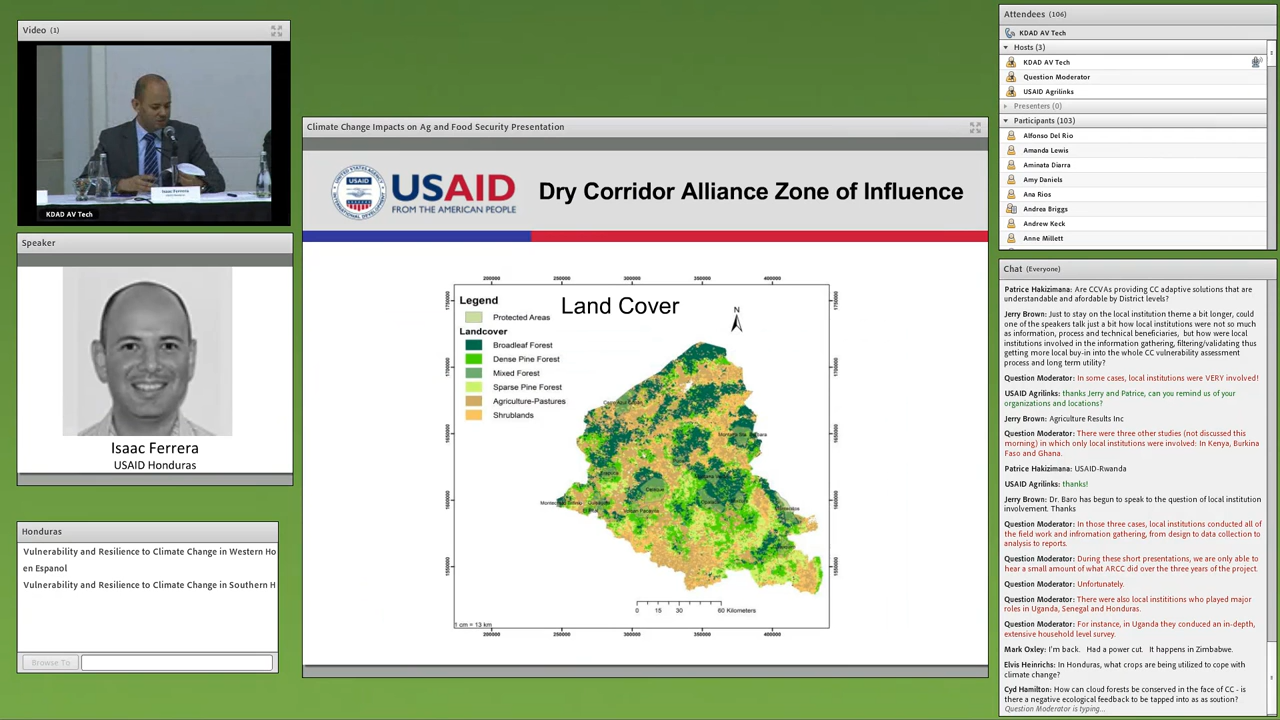 Video (1)
Isaac Ferrera
KDAD AV Tech
Speaker
Isaac Ferrera
USAID Honduras
Honduras
Vulnerability and Resilience to Climate Change in Western Ho
en Espanol
Vulnerability and Resilience to Climate Change in Southern H
Browse To
Climate Change Impacts on Ag and Food Security Presentation
USAID
FROM THE AMERICAN PEOPLE
Dry Corridor Alliance Zone of Influence
200000 250000 300000 350000 400000
Legend
Protected Areas
Landcover
Broadleaf Forest
Dense Pine Forest
Mixed Forest
Sparse Pine Forest
Agriculture-Pastures
Shrublands
Land Cover
N
0 15 30 60 Kilometers
1 cm = 13 km
200000 250000 300000 350000 400000
Attendees (106)
KDAD AV Tech
Hosts (3)
KDAD AV Tech
Question Moderator
USAID Agrilinks
Presenters (0)
Participants (103)
Alfonso Del Rio
Amanda Lewis
Aminata Diarra
Amy Daniels
Ana Rios
Andrea Briggs
Andrew Keck
Anne Millett
Chat (Everyone)
Patrice Hakizimana: Are CCVAs providing CC adaptive solutions that are
understandable and afordable by District levels?
Jerry Brown: Just to stay on the local institution theme a bit longer, could
one of the speakers talk just a bit how local institutions were not so much
as information, process and technical beneficiaries, but how were local
institutions involved in the information gathering, filtering/validating thus
getting more local buy-in into the whole CC vulnerability assessment
process and long term utility?
Question Moderator: In some cases, local institutions were VERY involved!
USAID Agrilinks: thanks Jerry and Patrice, can you remind us of your
organizations and locations?
Jerry Brown: Agriculture Results Inc
Question Moderator: There were three other studies (not discussed this
morning) in which only local institutions were involved: In Kenya, Burkina
Faso and Ghana.
Patrice Hakizimana: USAID-Rwanda
USAID Agrilinks: thanks!
Jerry Brown: Dr. Baro has begun to speak to the question of local institution
involvement. Thanks
Question Moderator: In those three cases, local institutions conducted all of
the field work and infromation gathering, from design to data collection to
analysis to reports.
Question Moderator: During these short presentations, we are only able to
hear a small amount of what ARCC did over the three years of the project.
Question Moderator: Unfortunately.
Question Moderator: There were also local instititions who played major
roles in Uganda, Senegal and Honduras.
Question Moderator: For instance, in Uganda they conducted an in-depth,
extensive household level survey.
Mark Oxley: I'm back. Had a power cut. It happens in Zimbabwe.
Elvis Heinrichs: In Honduras, what crops are being utilized to cope with
climate change?
Cyd Hamilton: How can cloud forests be conserved in the face of CC - is
there a negative ecological feedback to be tapped into as as soution?
Question Moderator is typing...